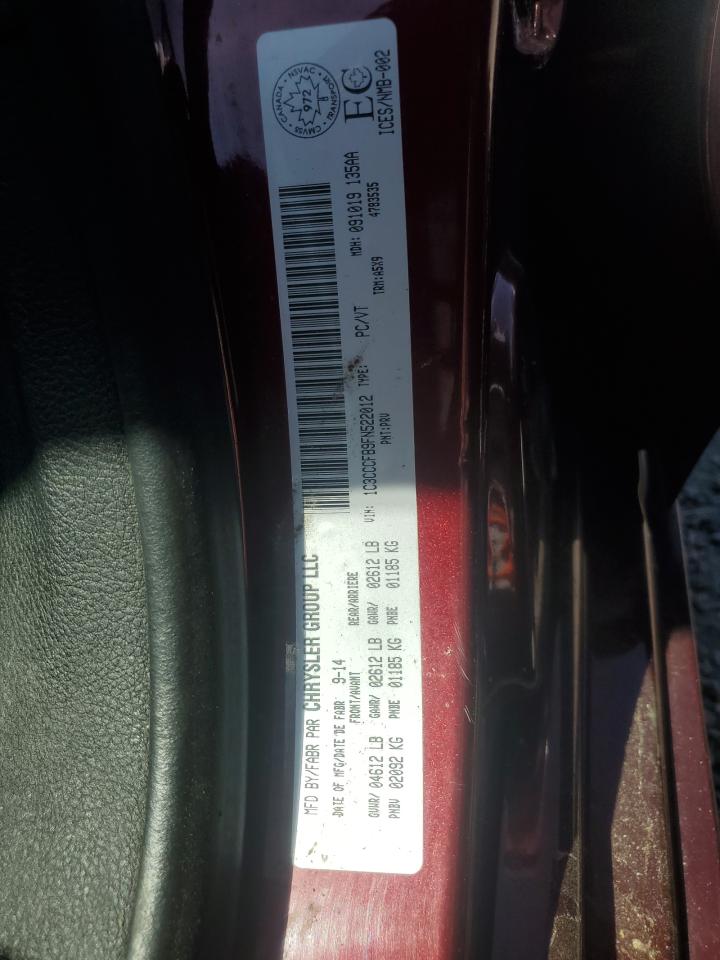 MFD BY/FABR PAR CHRYSLER GROUP LLC
DATE OF MFG/DATE DE FABR 9-14
FRONT/AVANT REAR/ARRIERE
GVWR/ 04612 LB GAWR/ 02612 LB GAWR/ 02612 LB
PNBV 02092 KG PNBE 01185 KG PNBE 01185 KG
VIN: 1C3CCCFB9FN522012 TYPE: PC/VT MDH: 091019 135AA
PNT:PRV TRM:A5X9 4783535
CANADA · NSVAC · TRANSPORT · CMVSS
972
B
EC
ICES/NMB-002